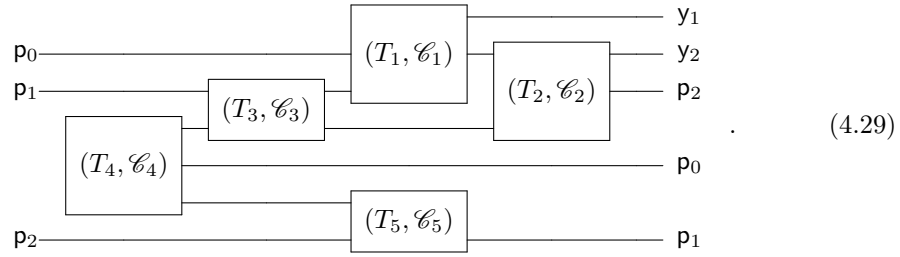 y₁
p₀ (T₁, 𝒞₁) y₂
p₁ (T₃, 𝒞₃) (T₂, 𝒞₂) p₂
. (4.29)
(T₄, 𝒞₄) p₀
(T₅, 𝒞₅)
p₂ p₁